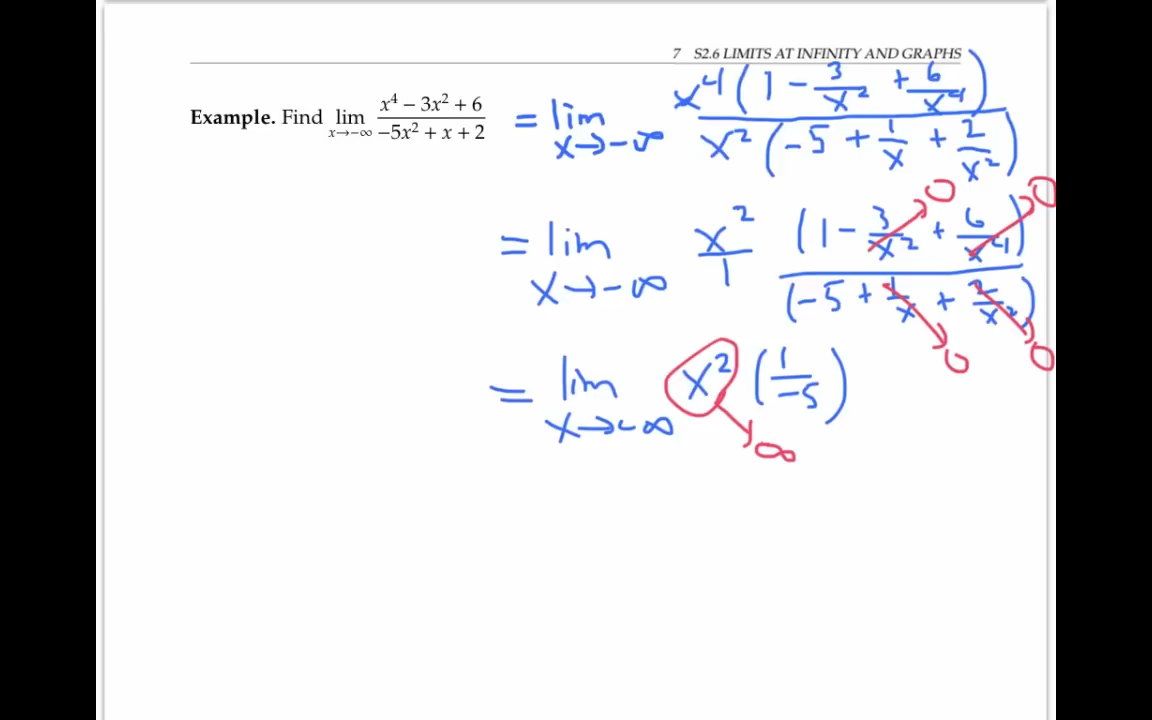 7 S2.6 LIMITS AT INFINITY AND GRAPHS
Example. Find lim x→−∞ (x⁴ − 3x² + 6)/(−5x² + x + 2) = lim x→−∞ x⁴(1 − 3/x² + 6/x⁴)/x²(−5 + 1/x + 2/x²)
= lim x→−∞ x²/1 (1 − 3/x² → 0 + 6/x⁴ → 0)/(−5 + 1/x → 0 + 2/x² → 0)
= lim x→−∞ x² (1/−5)
∞